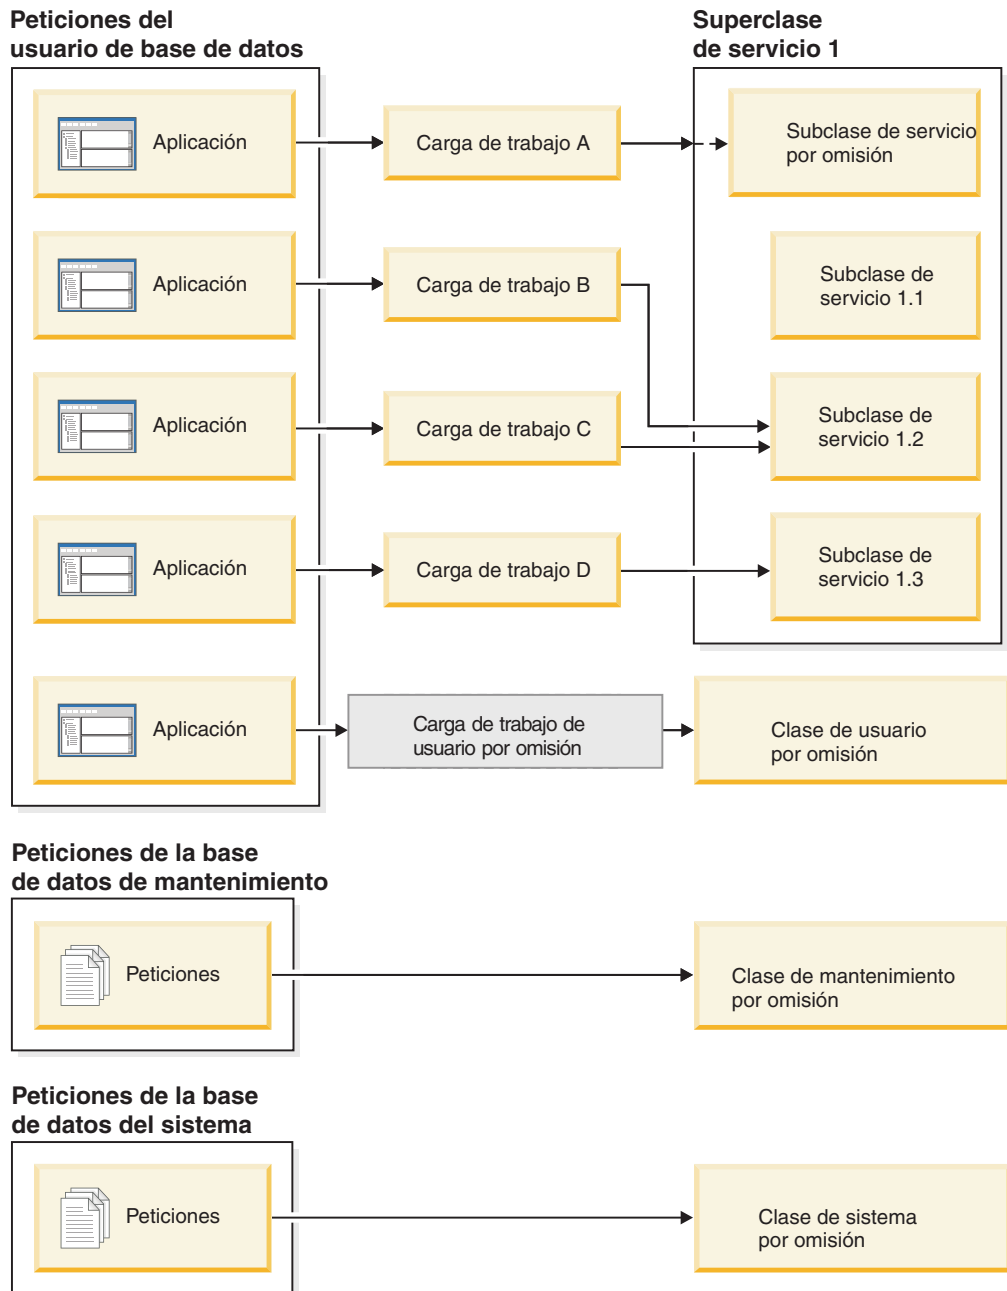 Peticiones del
usuario de base de datos
Superclase
de servicio 1
Aplicación
Carga de trabajo A
Subclase de servicio
por omisión
Aplicación
Carga de trabajo B
Subclase de
servicio 1.1
Aplicación
Carga de trabajo C
Subclase de
servicio 1.2
Aplicación
Carga de trabajo D
Subclase de
servicio 1.3
Aplicación
Carga de trabajo de
usuario por omisión
Clase de usuario
por omisión
Peticiones de la base
de datos de mantenimiento
Peticiones
Clase de mantenimiento
por omisión
Peticiones de la base
de datos del sistema
Peticiones
Clase de sistema
por omisión